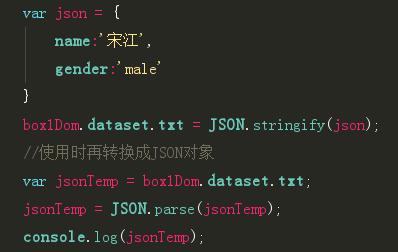 var json = {
name:'宋江',
gender:'male'
}
box1Dom.dataset.txt = JSON.stringify(json);
//使用时再转换成JSON对象
var jsonTemp = box1Dom.dataset.txt;
jsonTemp = JSON.parse(jsonTemp);
console.log(jsonTemp);